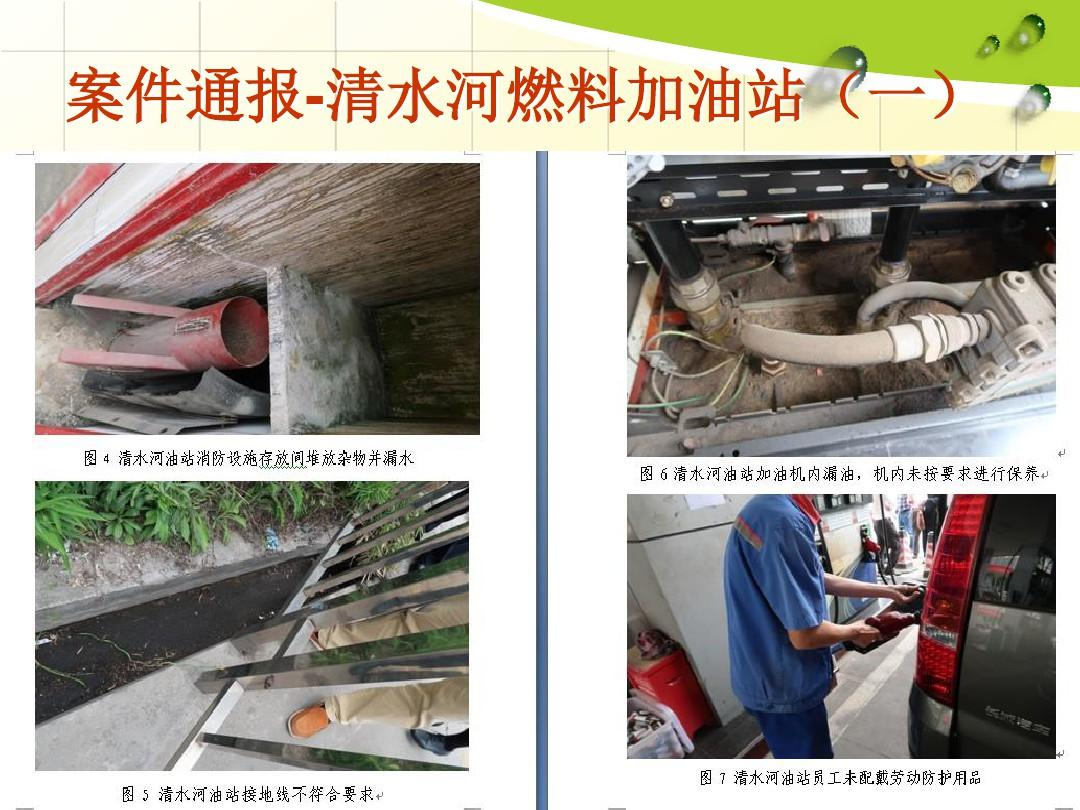 案件通报-清水河燃料加油站（一）
图 4 清水河油站消防设施存放间堆放杂物并漏水
图 5 清水河油站接地线不符合要求
图 6 清水河油站加油机内漏油，机内未按要求进行保养
图 7 清水河油站员工未配戴劳动防护用品